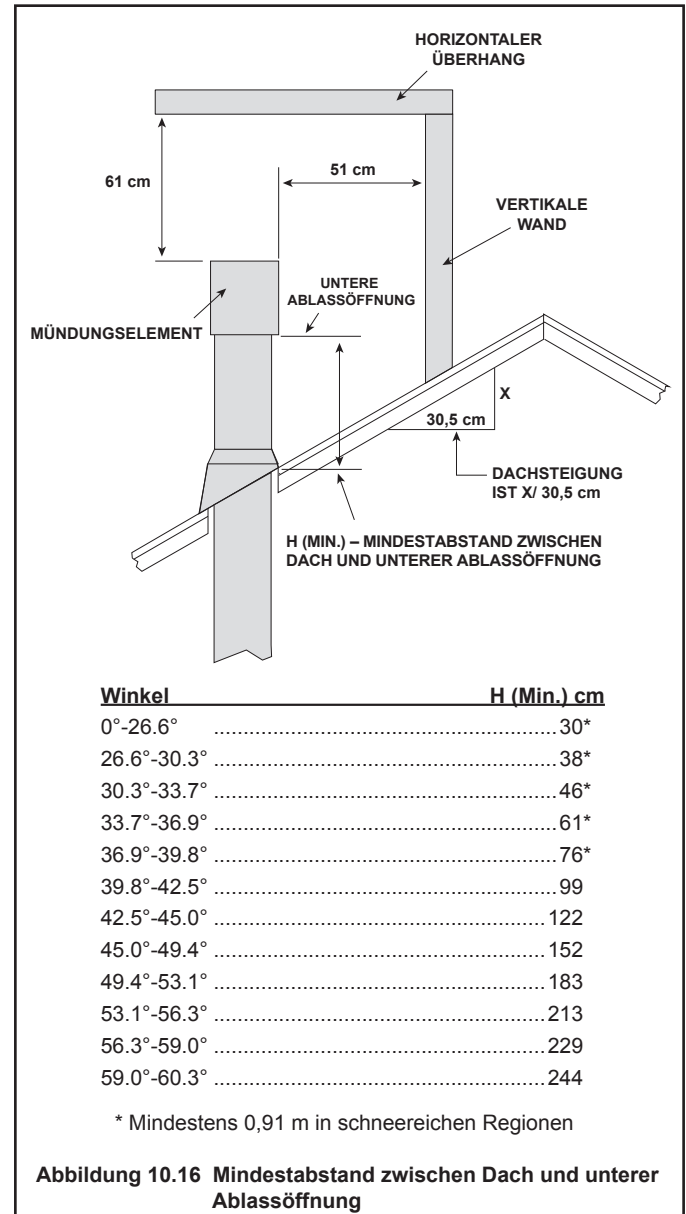 HORIZONTALER
ÜBERHANG
61 cm
51 cm
VERTIKALE
WAND
UNTERE
ABLASSÖFFNUNG
MÜNDUNGSELEMENT
X
30,5 cm
DACHSTEIGUNG
IST X/ 30,5 cm
H (MIN.) – MINDESTABSTAND ZWISCHEN
DACH UND UNTERER ABLASSÖFFNUNG
Winkel H (Min.) cm
0°-26.6° ..........................................................30*
26.6°-30.3° ..........................................................38*
30.3°-33.7° ..........................................................46*
33.7°-36.9° ..........................................................61*
36.9°-39.8° ..........................................................76*
39.8°-42.5° ..........................................................99
42.5°-45.0° ........................................................122
45.0°-49.4° ........................................................152
49.4°-53.1° ........................................................183
53.1°-56.3° ........................................................213
56.3°-59.0° ........................................................229
59.0°-60.3° ........................................................244
* Mindestens 0,91 m in schneereichen Regionen
Abbildung 10.16 Mindestabstand zwischen Dach und unterer
Ablassöffnung